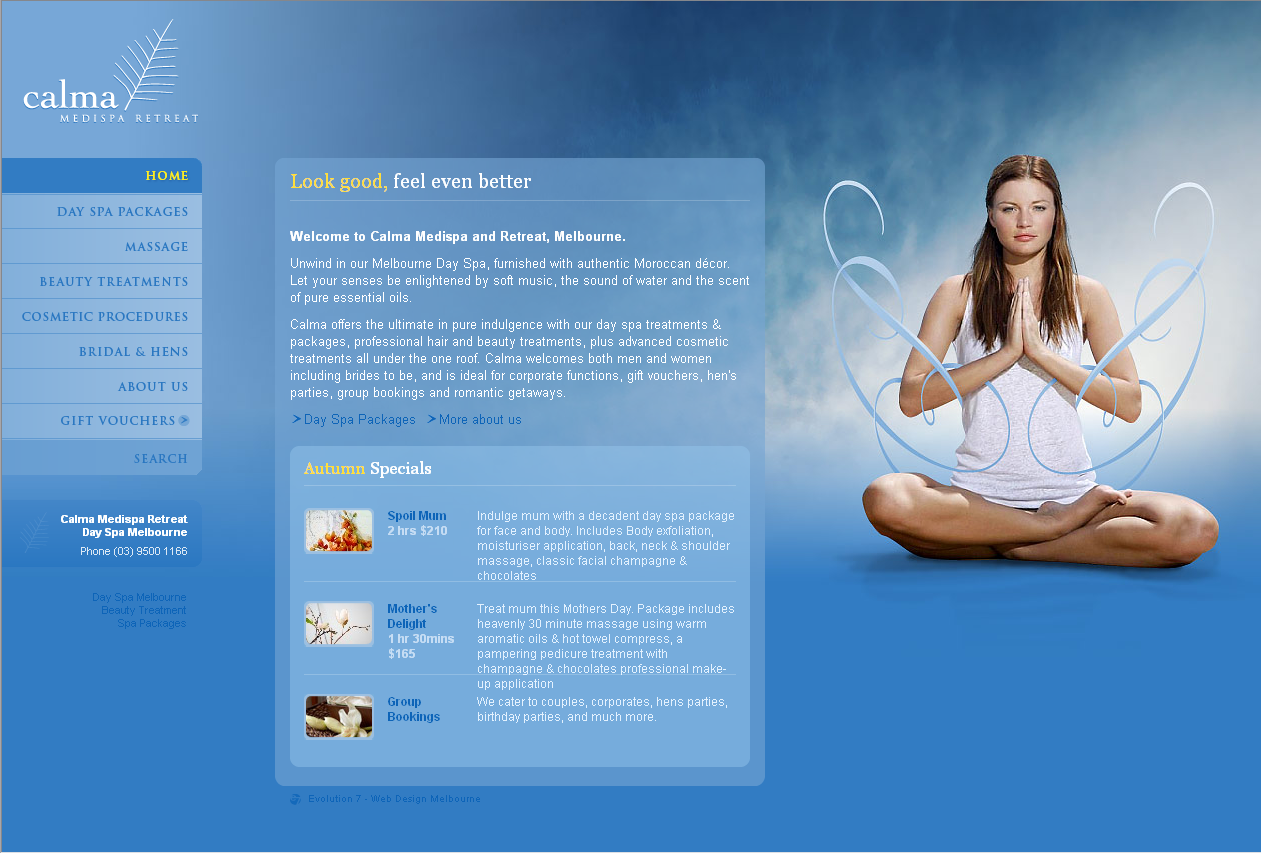 calma
MEDISPA RETREAT
HOME
DAY SPA PACKAGES
MASSAGE
BEAUTY TREATMENTS
COSMETIC PROCEDURES
BRIDAL & HENS
ABOUT US
GIFT VOUCHERS >
SEARCH
Calma Medispa Retreat
Day Spa Melbourne
Phone (03) 9500 1166
Day Spa Melbourne
Beauty Treatment
Spa Packages
Look good, feel even better
Welcome to Calma Medispa and Retreat, Melbourne.
Unwind in our Melbourne Day Spa, furnished with authentic Moroccan décor.
Let your senses be enlightened by soft music, the sound of water and the scent
of pure essential oils.
Calma offers the ultimate in pure indulgence with our day spa treatments &
packages, professional hair and beauty treatments, plus advanced cosmetic
treatments all under the one roof. Calma welcomes both men and women
including brides to be, and is ideal for corporate functions, gift vouchers, hen's
parties, group bookings and romantic getaways.
> Day Spa Packages > More about us
Autumn Specials
Spoil Mum
2 hrs $210
Indulge mum with a decadent day spa package
for face and body. Includes Body exfoliation,
moisturiser application, back, neck & shoulder
massage, classic facial champagne &
chocolates
Mother's
Delight
1 hr 30mins
$165
Treat mum this Mothers Day. Package includes
heavenly 30 minute massage using warm
aromatic oils & hot towel compress, a
pampering pedicure treatment with
champagne & chocolates professional make-
up application
Group
Bookings
We cater to couples, corporates, hens parties,
birthday parties, and much more.
Evolution 7 - Web Design Melbourne